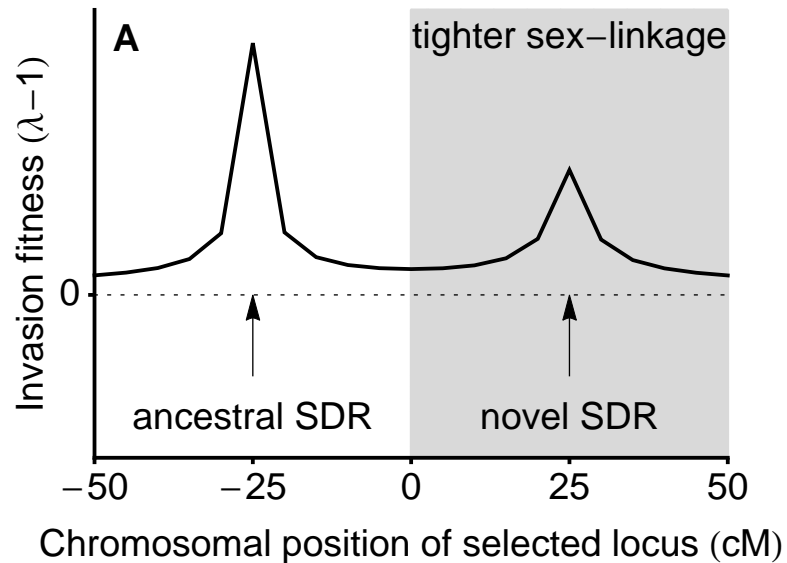 A
tighter sex−linkage
Invasion fitness (λ−1)
0
ancestral SDR
novel SDR
−50
−25
0
25
50
Chromosomal position of selected locus (cM)